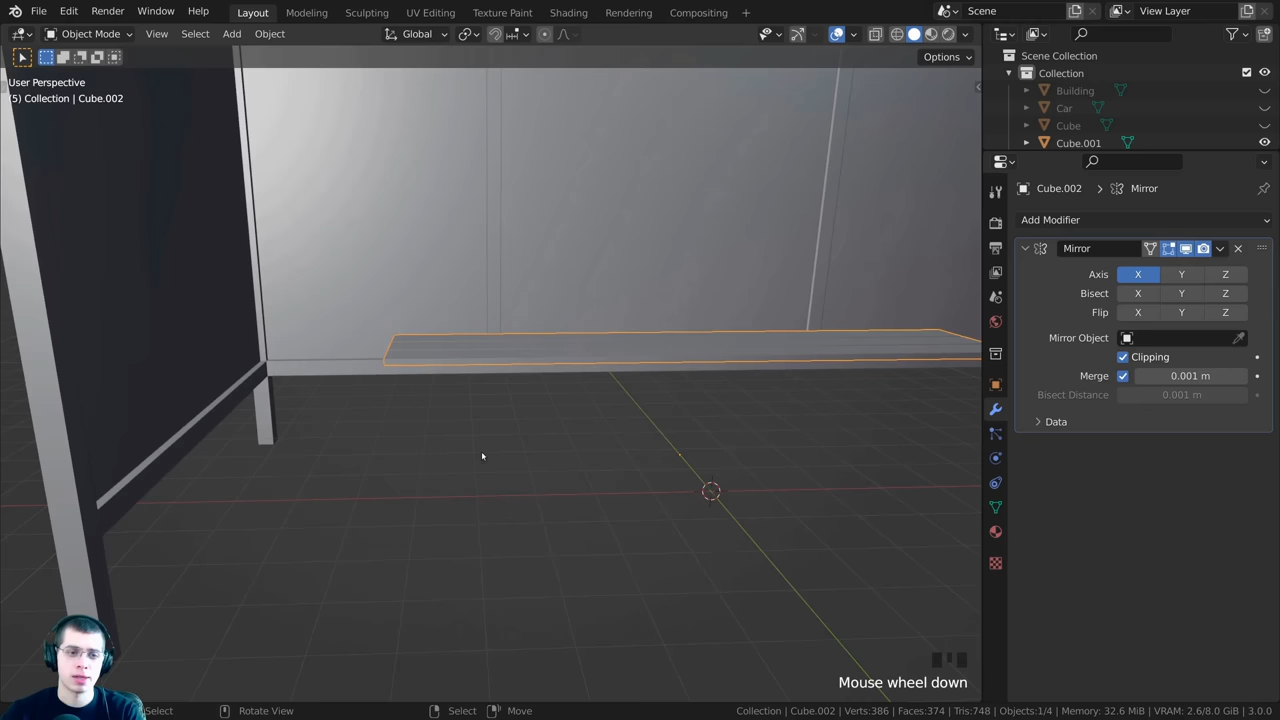 File Edit Render Window Help Layout Modeling Sculpting UV Editing Texture Paint Shading Rendering Compositing + Scene View Layer
Object Mode View Select Add Object Global
Options
User Perspective
(5) Collection | Cube.002
Scene Collection
Collection
Building
Car
Cube
Cube.001
Cube.002 > Mirror
Add Modifier
Mirror
Axis X Y Z
Bisect X Y Z
Flip X Y Z
Mirror Object
Clipping
Merge 0.001 m
Bisect Distance 0.001 m
Data
Mouse wheel down
Select Rotate View Select Move Collection | Cube.002 | Verts:386 | Faces:374 | Tris:748 | Objects:1/4 | Memory: 32.6 MiB | VRAM: 2.6/8.0 GiB | 3.0.0